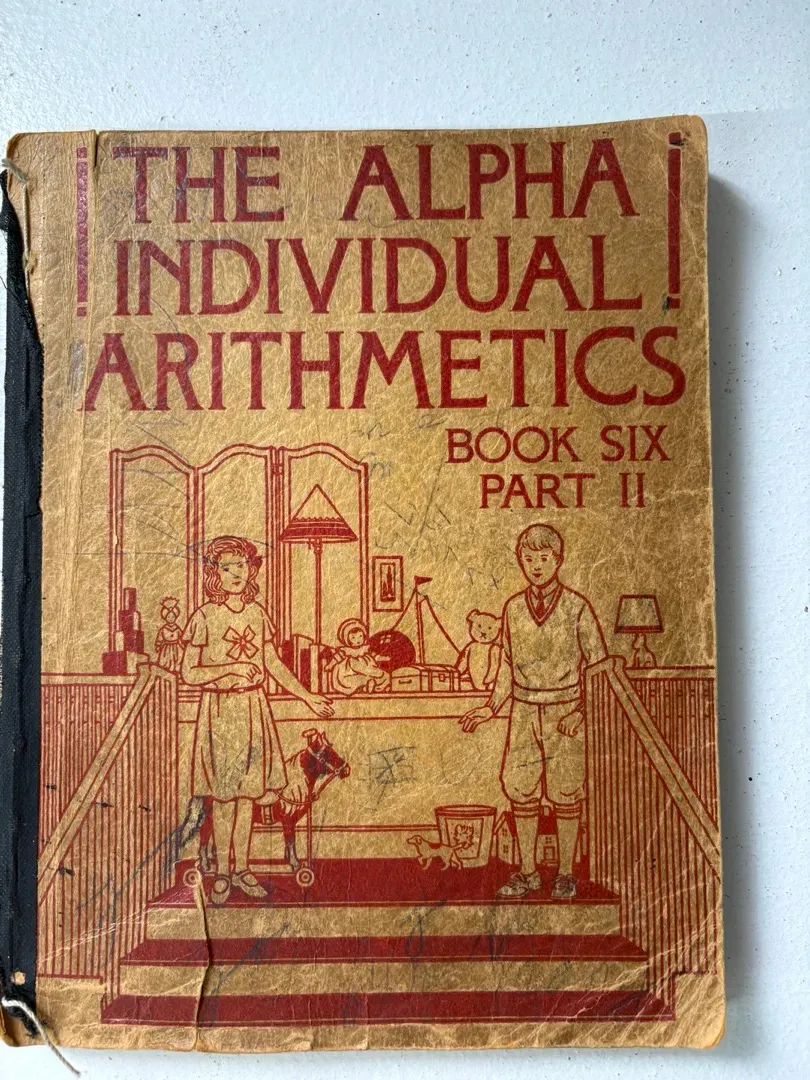 THE ALPHA
INDIVIDUAL
ARITHMETICS
BOOK SIX
PART II